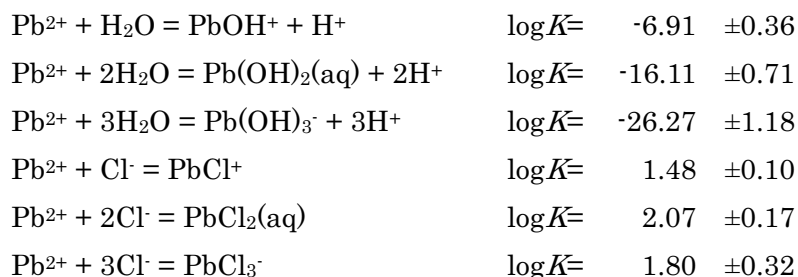 Pb²⁺ + H₂O = PbOH⁺ + H⁺ logK= -6.91 ±0.36
Pb²⁺ + 2H₂O = Pb(OH)₂(aq) + 2H⁺ logK= -16.11 ±0.71
Pb²⁺ + 3H₂O = Pb(OH)₃⁻ + 3H⁺ logK= -26.27 ±1.18
Pb²⁺ + Cl⁻ = PbCl⁺ logK= 1.48 ±0.10
Pb²⁺ + 2Cl⁻ = PbCl₂(aq) logK= 2.07 ±0.17
Pb²⁺ + 3Cl⁻ = PbCl₃⁻ logK= 1.80 ±0.32